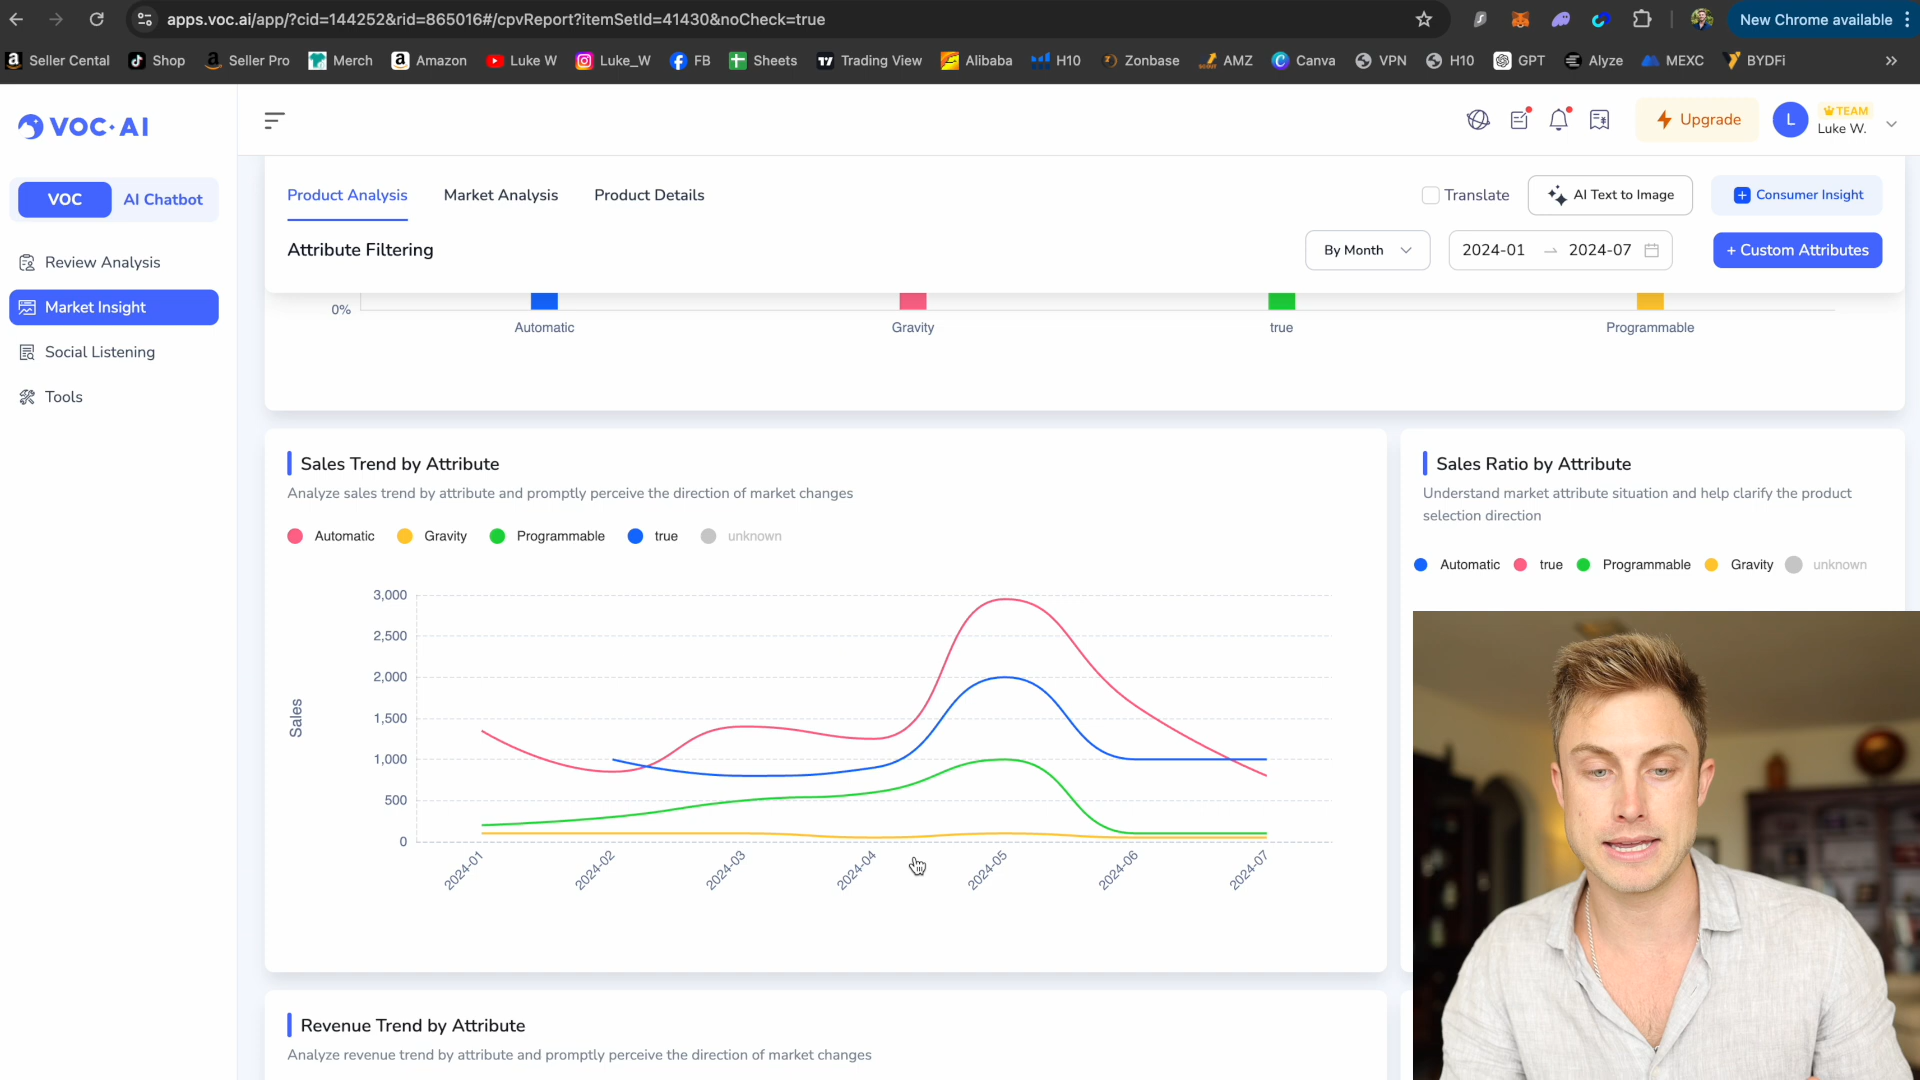 apps.voc.ai/app/?cid=144252&rid=865016#/cpvReport?itemSetId=41430&noCheck=true
New Chrome available
Seller Cental
Shop
Seller Pro
Merch
Amazon
Luke W
Luke_W
FB
Sheets
Trading View
Alibaba
H10
Zonbase
AMZ
Canva
VPN
H10
GPT
Alyze
MEXC
BYDFi
VOC·AI
Upgrade
L
TEAM
Luke W.
VOC
AI Chatbot
Review Analysis
Market Insight
Social Listening
Tools
Product Analysis
Market Analysis
Product Details
Translate
AI Text to Image
Consumer Insight
Attribute Filtering
By Month
2024-01
2024-07
+ Custom Attributes
0%
Automatic
Gravity
true
Programmable
Sales Trend by Attribute
Analyze sales trend by attribute and promptly perceive the direction of market changes
Automatic
Gravity
Programmable
true
unknown
3,000
2,500
2,000
1,500
1,000
500
0
Sales
2024-01
2024-02
2024-03
2024-04
2024-05
2024-06
2024-07
Sales Ratio by Attribute
Understand market attribute situation and help clarify the product
selection direction
Automatic
true
Programmable
Gravity
unknown
Revenue Trend by Attribute
Analyze revenue trend by attribute and promptly perceive the direction of market changes